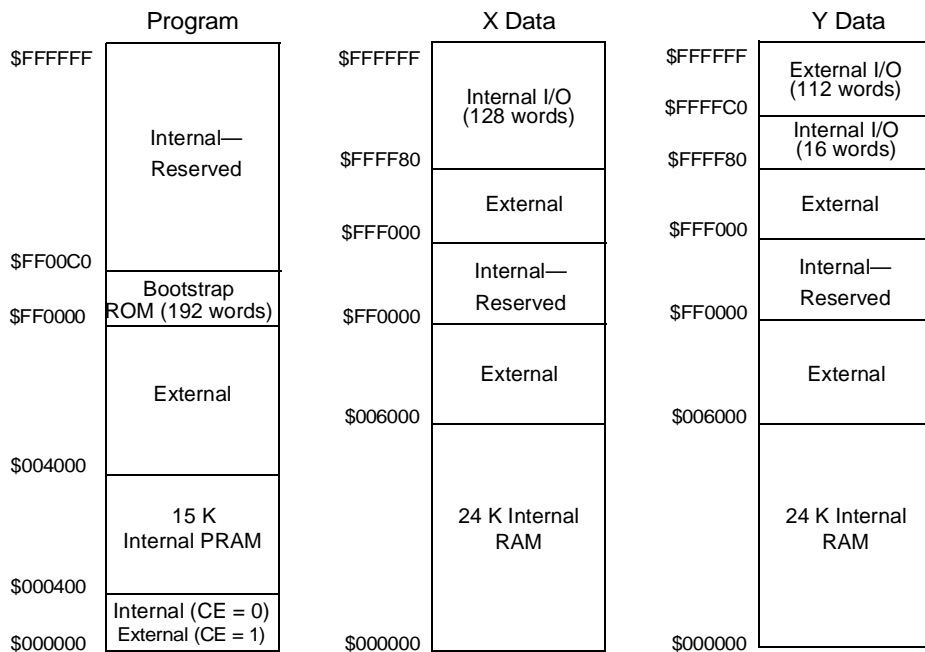 Program
$FFFFFF
Internal—
Reserved
$FF00C0
Bootstrap
ROM (192 words)
$FF0000
External
$004000
15 K
Internal PRAM
$000400
Internal (CE = 0)
External (CE = 1)
$000000
X Data
$FFFFFF
Internal I/O
(128 words)
$FFFF80
External
$FFF000
Internal—
Reserved
$FF0000
External
$006000
24 K Internal
RAM
$000000
Y Data
$FFFFFF
External I/O
(112 words)
$FFFFC0
Internal I/O
(16 words)
$FFFF80
External
$FFF000
Internal—
Reserved
$FF0000
External
$006000
24 K Internal
RAM
$000000